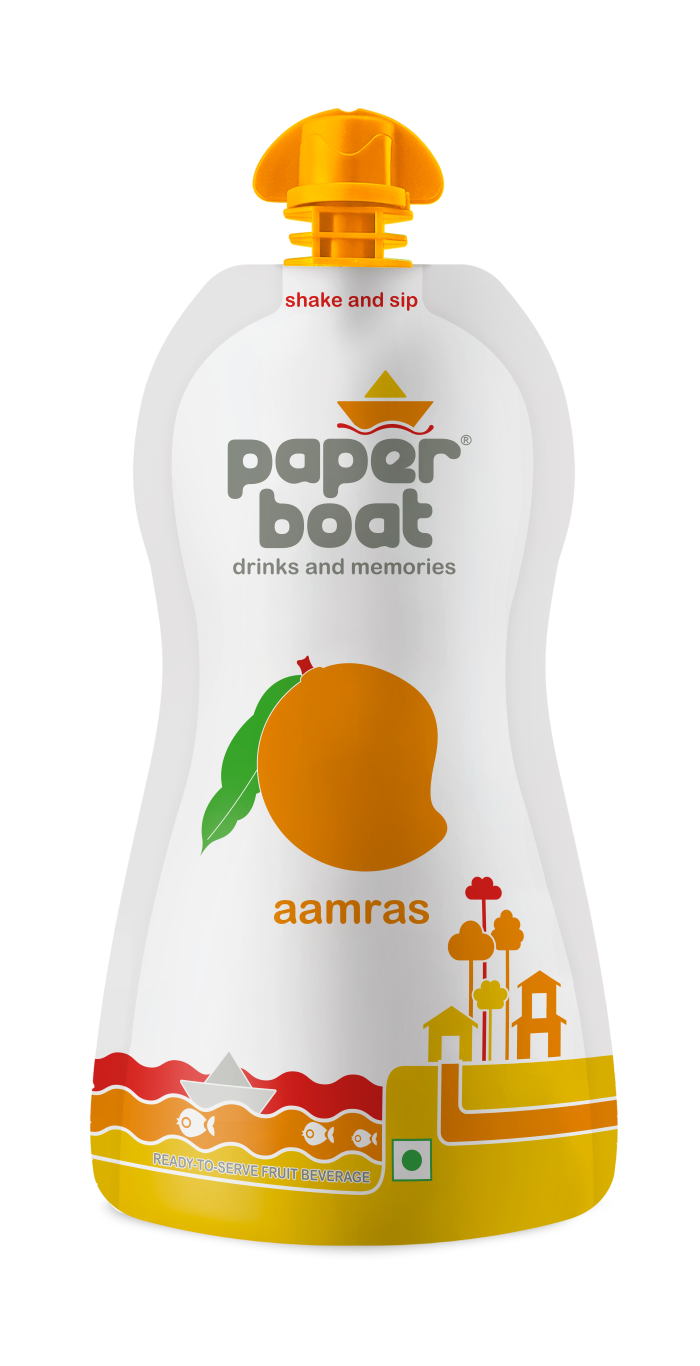 shake and sip
paper®
boat
drinks and memories
aamras
READY-TO-SERVE FRUIT BEVERAGE